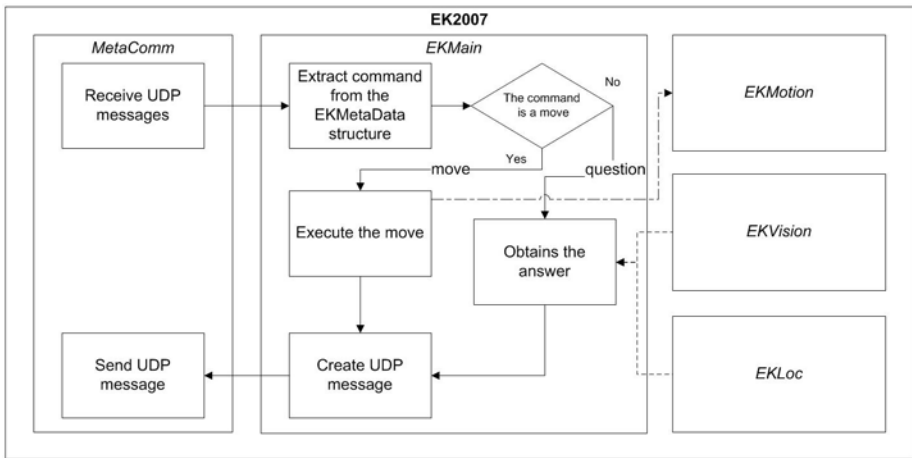 EK2007
MetaComm
EKMain
Receive UDP
messages
Extract command
from the
EKMetaData
structure
The command
is a move
No
Yes
move
question
EKMotion
Execute the move
Obtains the
answer
EKVision
Send UDP
message
Create UDP
message
EKLoc